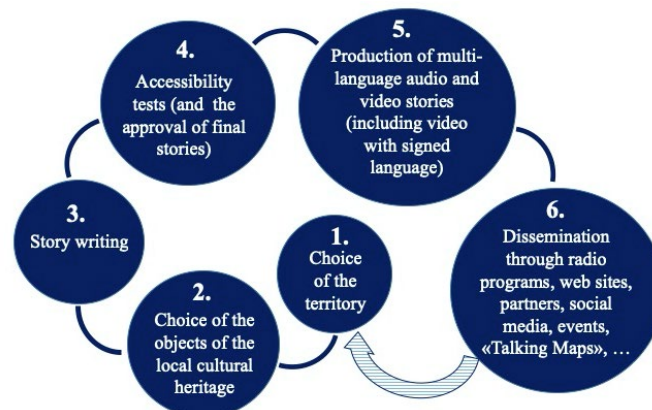 1.
Choice
of the
territory
2.
Choice of the
objects of the
local cultural
heritage
3.
Story writing
4.
Accessibility
tests (and the
approval of final
stories)
5.
Production of multi-
language audio and
video stories
(including video
with signed
language)
6.
Dissemination
through radio
programs, web sites,
partners, social
media, events,
«Talking Maps», …